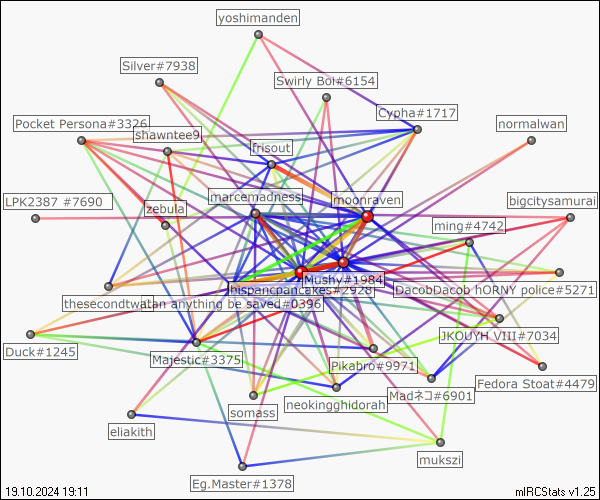 yoshimanden
Silver#7938
Swirly Boi#6154
Cypha#1717
Pocket Persona#3326
shawntee9
normalwan
frisout
marcemadness
moonraven
LPK2387 #7690
zebula
bigcitysamurai
ming#4742
Mushy#1984
hispanicpancakes#2928
DacobDacob hORNY police#5271
thesecondtwatan anything be saved#0396
JKOUYH VIII#7034
Duck#1245
Majestic#3375
Pikabro#9971
Fedora Stoat#4479
Madネコ#6901
somass
neokingghidorah
eliakith
mukszi
Eg.Master#1378
19.10.2024 19:11
mIRCStats v1.25